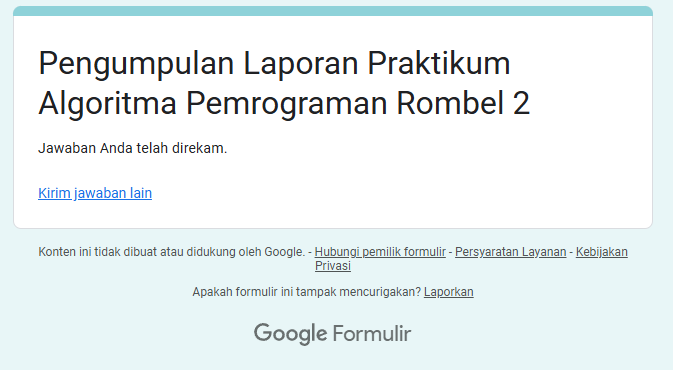 Pengumpulan Laporan Praktikum
Algoritma Pemrograman Rombel 2
Jawaban Anda telah direkam.
Kirim jawaban lain
Konten ini tidak dibuat atau didukung oleh Google. - Hubungi pemilik formulir - Persyaratan Layanan - Kebijakan
Privasi
Apakah formulir ini tampak mencurigakan? Laporkan
Google Formulir